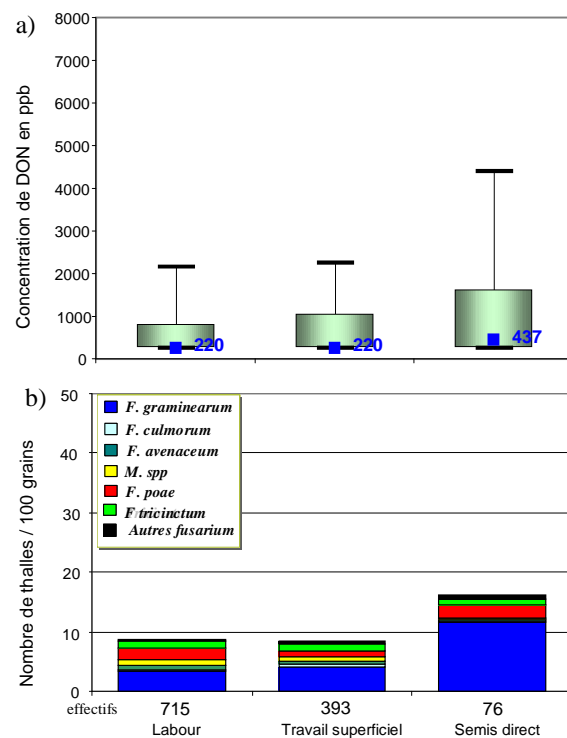 a)
Concentration de DON en ppb
8000
7000
6000
5000
4000
3000
2000
1000
0
220
220
437
b)
Nombre de thalles / 100 grains
50
40
30
20
10
0
F. graminearum
F. culmorum
F. avenaceum
M. spp
F. poae
F tricinctum
Autres fusarium
effectifs 715 393 76
Labour Travail superficiel Semis direct